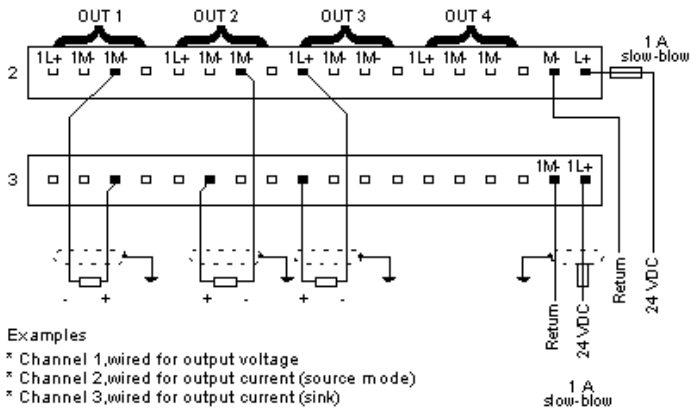 OUT 1 OUT 2 OUT 3 OUT 4
1 A
slow-blow
1L+ 1M- 1M- 1L+ 1M- 1M- 1L+ 1M- 1M- 1L+ 1M- 1M- M- L+
2
1M- 1L+
3
Return
24 VDC
Return
24 VDC
- + + - + -
Examples
* Channel 1,wired for output voltage
* Channel 2,wired for output current (source mode)
* Channel 3,wired for output current (sink)
1 A
slow-blow